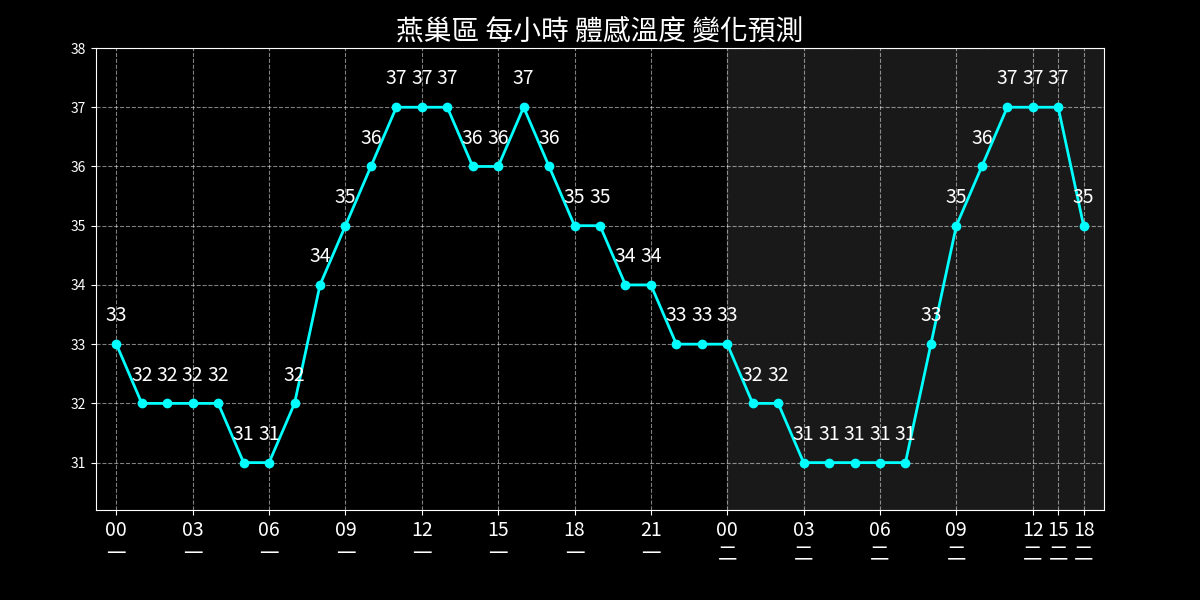 燕巢區 每小時 體感溫度 變化預測
38
37 37 37 37 37 37 37
37
36 36 36 36 36
36
35 35 35 35 35
35
34 34 34
34
33 33 33 33 33
33
32 32 32 32 32 32 32
32
31 31 31 31 31 31 31
31
00 03 06 09 12 15 18 21 00 03 06 09 12 15 18
一 一 一 一 一 一 一 一 二 二 二 二 二 二 二